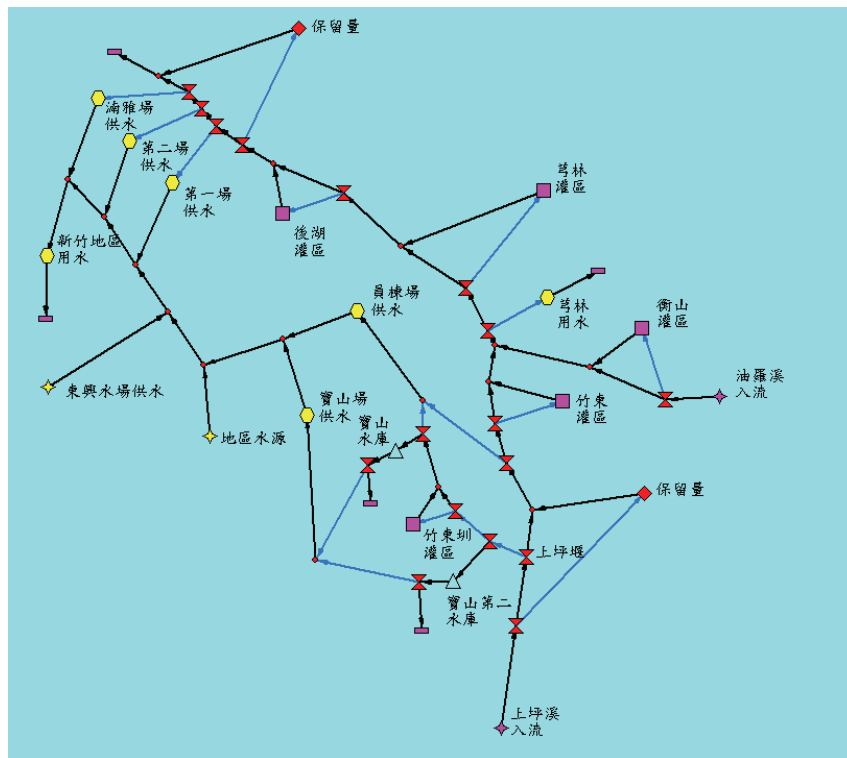 保留量
湳雅場
供水
第二場
供水
第一場
供水
芎林
灌區
後湖
灌區
新竹地區
用水
員崠場
供水
芎林
用水
衡山
灌區
東興水場供水
油羅溪
入流
竹東
灌區
寶山場
供水
寶山
水庫
地區水源
保留量
竹東圳
灌區
上坪堰
寶山第二
水庫
上坪溪
入流